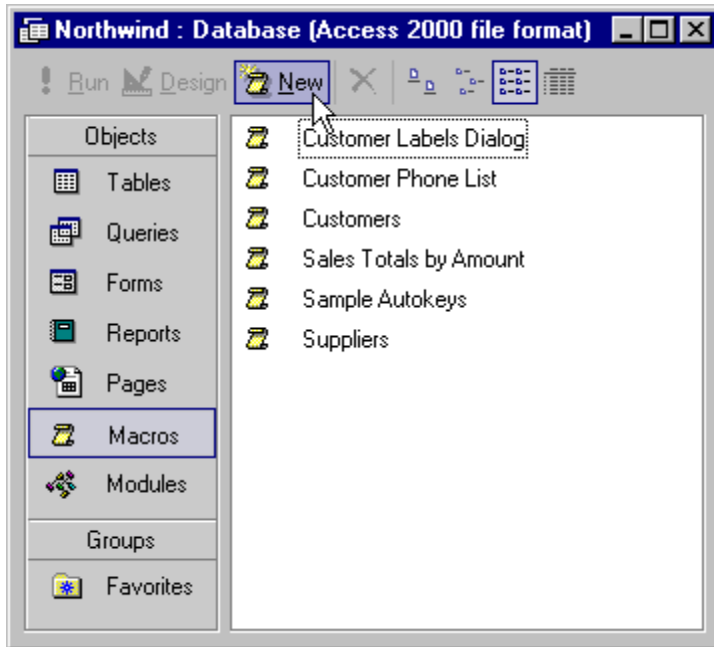 Northwind : Database (Access 2000 file format)
Run Design New
Objects
Tables
Queries
Forms
Reports
Pages
Macros
Modules
Groups
Favorites
Customer Labels Dialog
Customer Phone List
Customers
Sales Totals by Amount
Sample Autokeys
Suppliers